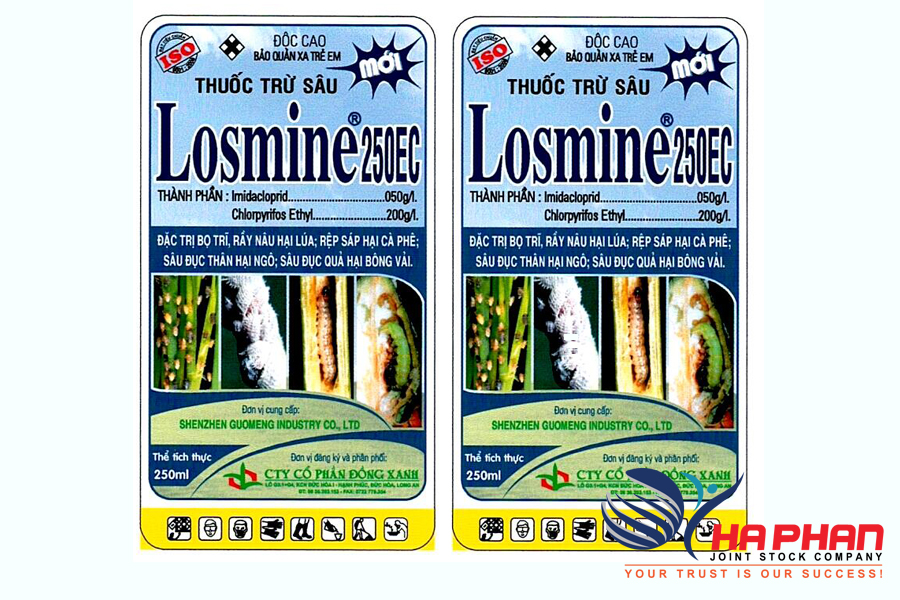 ISO
ĐỘC CAO
BẢO QUẢN XA TRẺ EM
MỚI
THUỐC TRỪ SÂU
Losmine® 250EC
THÀNH PHẦN : Imidacloprid..............................050g/l.
Chlorpyrifos Ethyl.......................200g/l.
ĐẶC TRỊ BỌ TRĨ, RẦY NÂU HẠI LÚA; RỆP SÁP HẠI CÀ PHÊ;
SÂU ĐỤC THÂN HẠI NGÔ; SÂU ĐỤC QUẢ HẠI BÔNG VẢI.
Đơn vị cung cấp:
SHENZHEN GUOMENG INDUSTRY CO., LTD
Thể tích thực
250ml
Đơn vị đăng ký và phân phối:
CTY CỔ PHẦN ĐỒNG XANH
ISO
ĐỘC CAO
BẢO QUẢN XA TRẺ EM
MỚI
THUỐC TRỪ SÂU
Losmine® 250EC
THÀNH PHẦN : Imidacloprid..............................050g/l.
Chlorpyrifos Ethyl.......................200g/l.
ĐẶC TRỊ BỌ TRĨ, RẦY NÂU HẠI LÚA; RỆP SÁP HẠI CÀ PHÊ;
SÂU ĐỤC THÂN HẠI NGÔ; SÂU ĐỤC QUẢ HẠI BÔNG VẢI.
Đơn vị cung cấp:
SHENZHEN GUOMENG INDUSTRY CO., LTD
Thể tích thực
250ml
Đơn vị đăng ký và phân phối:
CTY CỔ PHẦN ĐỒNG XANH
HA PHAN
JOINT STOCK COMPANY
YOUR TRUST IS OUR SUCCESS!